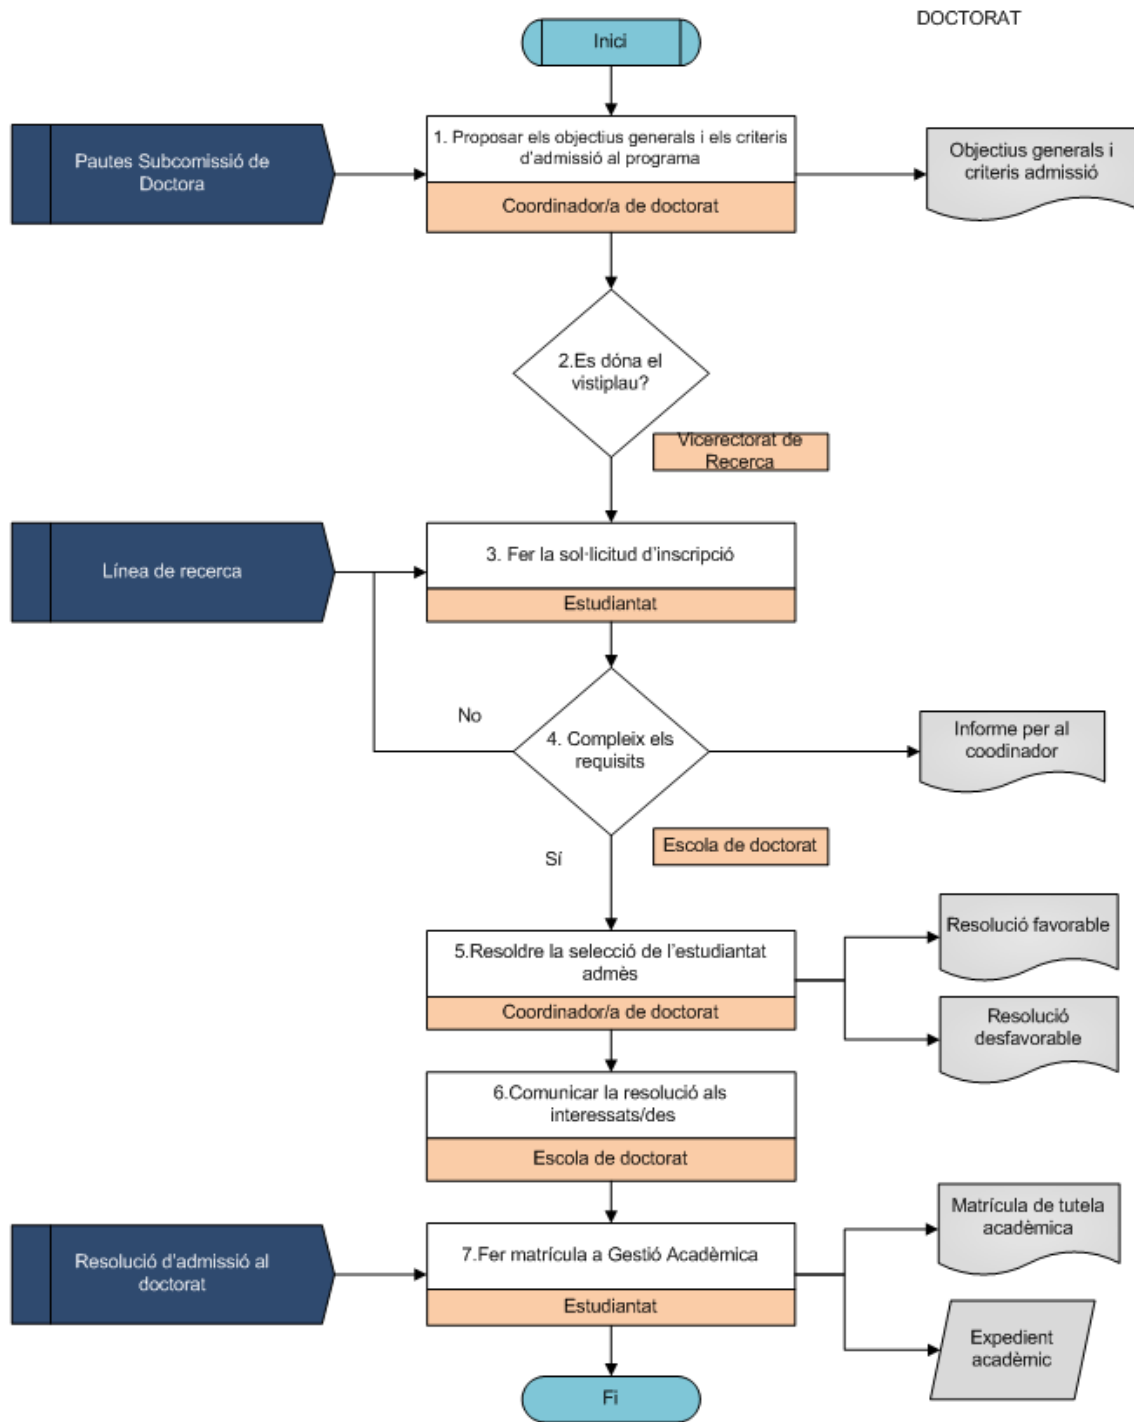 DOCTORAT
Inici
Pautes Subcomissió de
Doctora
1. Proposar els objectius generals i els criteris
d'admissió al programa
Coordinador/a de doctorat
Objectius generals i
criteris admissió
2.Es dóna el
vistiplau?
Vicerectorat de
Recerca
Línea de recerca
3. Fer la sol·licitud d'inscripció
Estudiantat
No
4. Compleix els
requisits
Informe per al
coodinador
Sí
Escola de doctorat
5.Resoldre la selecció de l'estudiantat
admès
Coordinador/a de doctorat
Resolució favorable
Resolució
desfavorable
6.Comunicar la resolució als
interessats/des
Escola de doctorat
Resolució d'admissió al
doctorat
7.Fer matrícula a Gestió Acadèmica
Estudiantat
Matrícula de tutela
acadèmica
Expedient
acadèmic
Fi